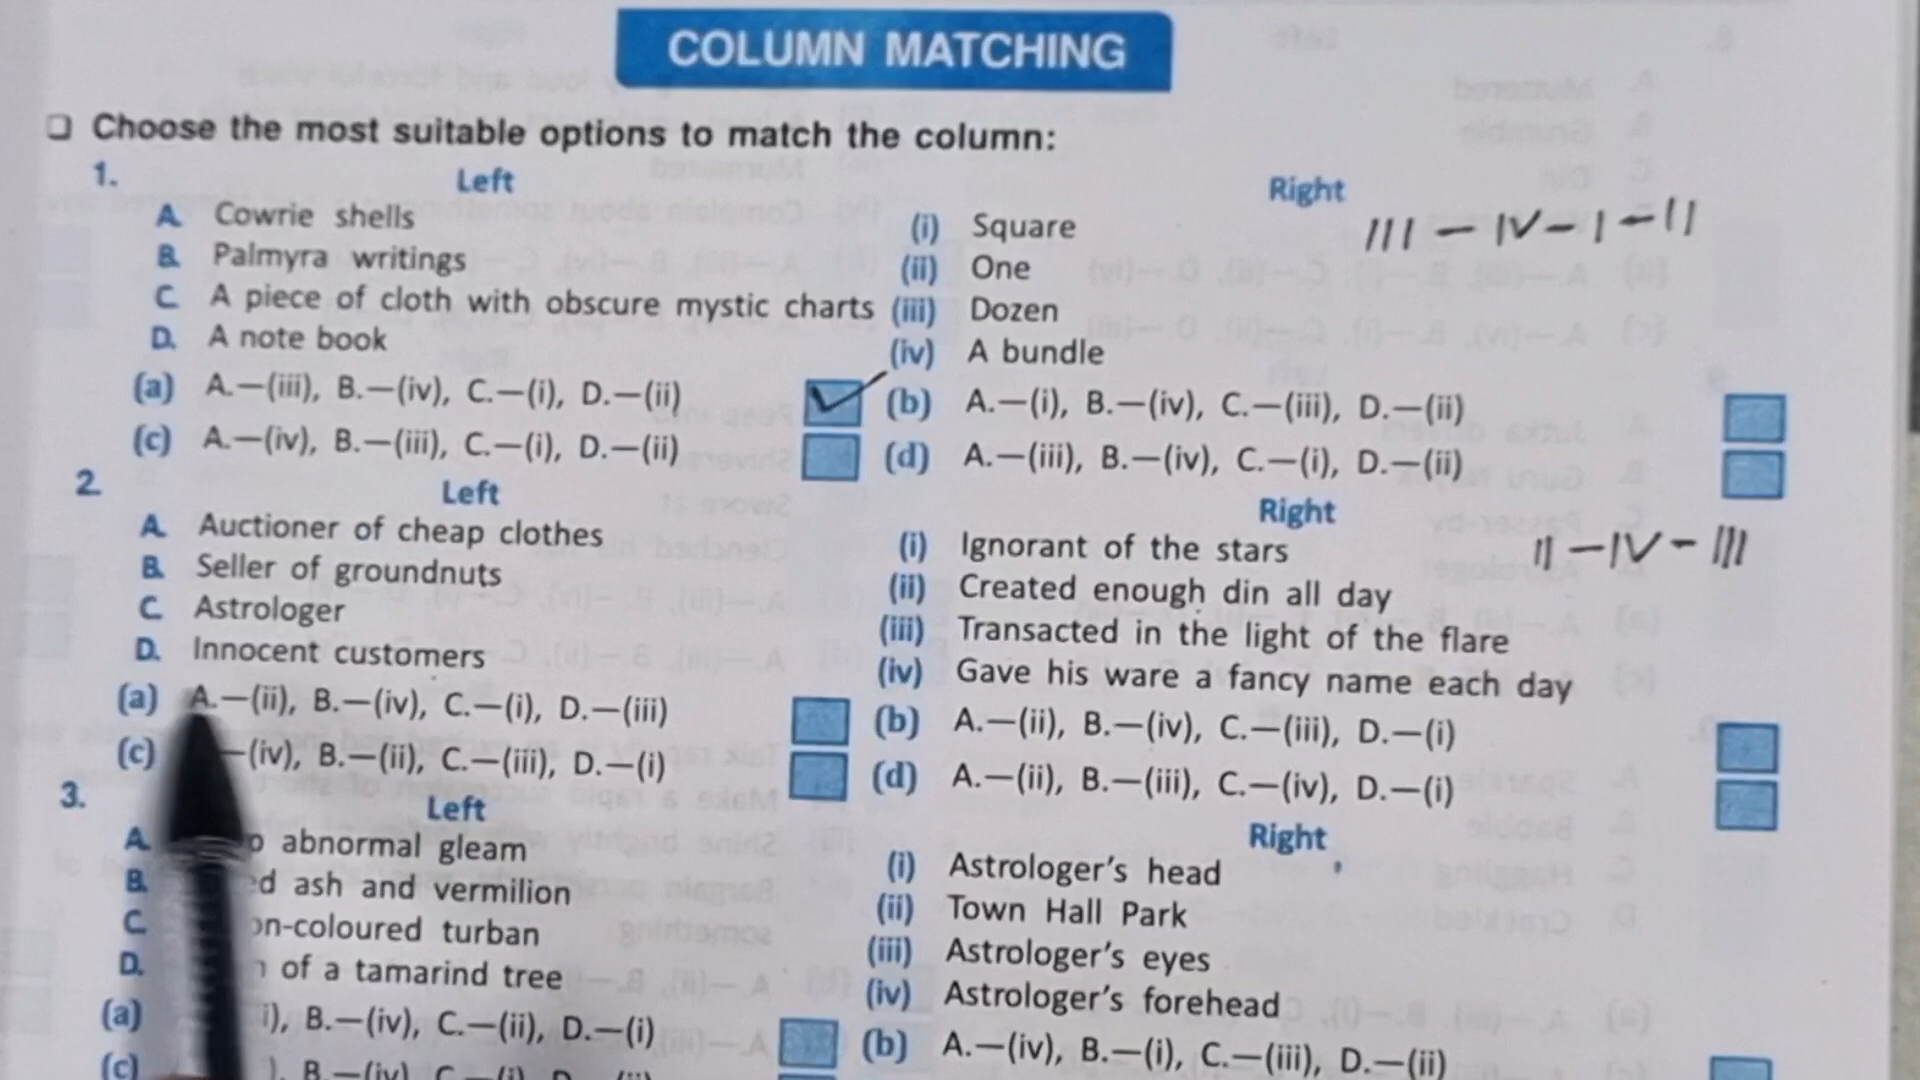 COLUMN MATCHING
❑ Choose the most suitable options to match the column:
1. Left Right
III – IV – I – II
A. Cowrie shells (i) Square
B. Palmyra writings (ii) One
C. A piece of cloth with obscure mystic charts (iii) Dozen
D. A note book (iv) A bundle
(a) A.—(iii), B.—(iv), C.—(i), D.—(ii) (b) A.—(i), B.—(iv), C.—(iii), D.—(ii)
(c) A.—(iv), B.—(iii), C.—(i), D.—(ii) (d) A.—(iii), B.—(iv), C.—(i), D.—(ii)
2. Left Right
II – IV – III
A. Auctioner of cheap clothes (i) Ignorant of the stars
B. Seller of groundnuts (ii) Created enough din all day
C. Astrologer (iii) Transacted in the light of the flare
D. Innocent customers (iv) Gave his ware a fancy name each day
(a) A.—(ii), B.—(iv), C.—(i), D.—(iii) (b) A.—(ii), B.—(iv), C.—(iii), D.—(i)
(c) —(iv), B.—(ii), C.—(iii), D.—(i) (d) A.—(ii), B.—(iii), C.—(iv), D.—(i)
3. Left Right
A. abnormal gleam (i) Astrologer's head
B. ash and vermilion (ii) Town Hall Park
C. on-coloured turban (iii) Astrologer's eyes
D. of a tamarind tree (iv) Astrologer's forehead
(a) i), B.—(iv), C.—(ii), D.—(i) (b) A.—(iv), B.—(i), C.—(iii), D.—(ii)
(c)